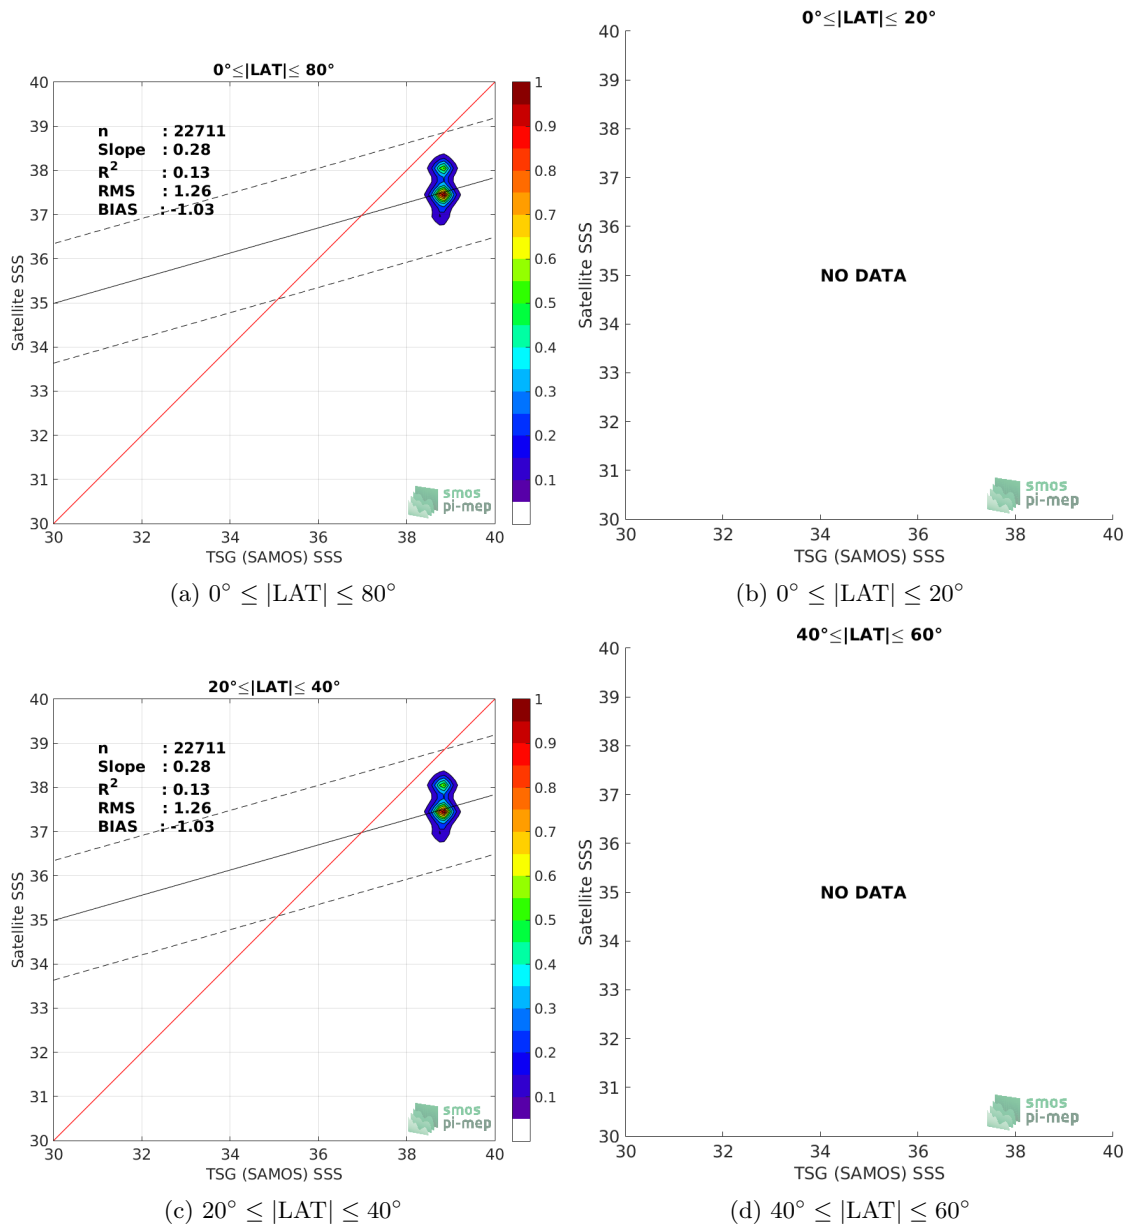 0°≤|LAT|≤ 80°
40
39
38
37
36
35
34
33
32
31
30
Satellite SSS
n : 22711
Slope : 0.28
R² : 0.13
RMS : 1.26
BIAS : -1.03
smos
pi-mep
30 32 34 36 38 40
TSG (SAMOS) SSS
1
0.9
0.8
0.7
0.6
0.5
0.4
0.3
0.2
0.1
(a) 0° ≤ |LAT| ≤ 80°
0°≤|LAT|≤ 20°
40
39
38
37
36
35
34
33
32
31
30
Satellite SSS
NO DATA
smos
pi-mep
30 32 34 36 38 40
TSG (SAMOS) SSS
(b) 0° ≤ |LAT| ≤ 20°
20°≤|LAT|≤ 40°
40
39
38
37
36
35
34
33
32
31
30
Satellite SSS
n : 22711
Slope : 0.28
R² : 0.13
RMS : 1.26
BIAS : -1.03
smos
pi-mep
30 32 34 36 38 40
TSG (SAMOS) SSS
1
0.9
0.8
0.7
0.6
0.5
0.4
0.3
0.2
0.1
(c) 20° ≤ |LAT| ≤ 40°
40°≤|LAT|≤ 60°
40
39
38
37
36
35
34
33
32
31
30
Satellite SSS
NO DATA
smos
pi-mep
30 32 34 36 38 40
TSG (SAMOS) SSS
(d) 40° ≤ |LAT| ≤ 60°